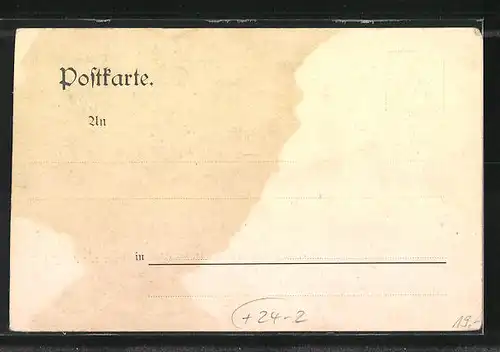 Postkarte.
An
in
+24-2
19.-